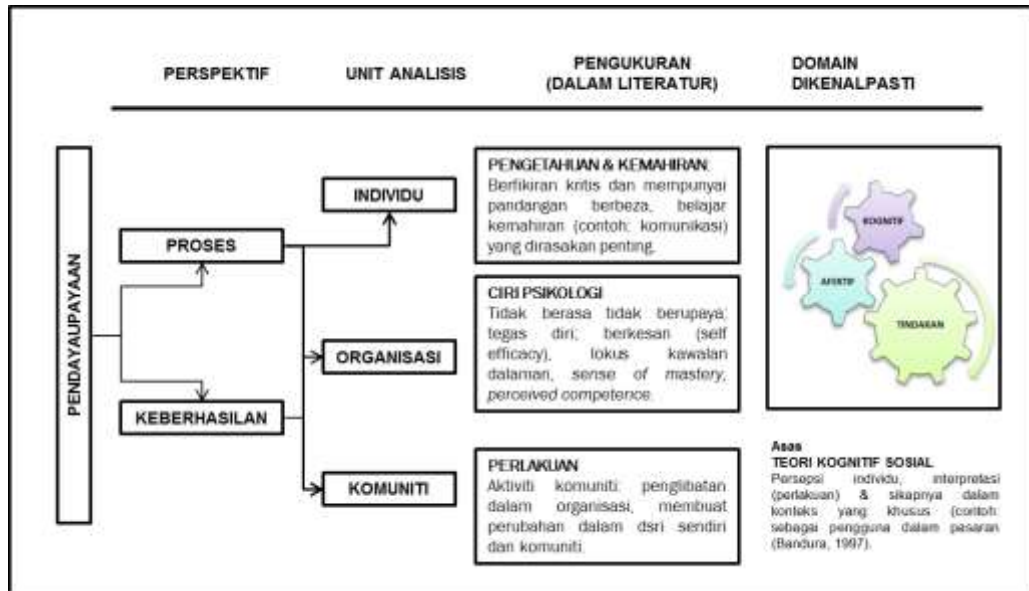 PERSPEKTIF
UNIT ANALISIS
PENGUKURAN
(DALAM LITERATUR)
DOMAIN
DIKENALPASTI
PENDAYAUPAYAAN
PROSES
KEBERHASILAN
INDIVIDU
ORGANISASI
KOMUNITI
PENGETAHUAN & KEMAHIRAN:
Berfikiran kritis dan mempunyai
pandangan berbeza, belajar
kemahiran (contoh: komunikasi)
yang dirasakan penting.
CIRI PSIKOLOGI
Tidak berasa tidak berupaya;
tegas diri; berkesan (self
efficacy), lokus kawalan
dalaman, sense of mastery,
perceived competence.
PERLAKUAN
Aktiviti komuniti: penglibatan
dalam organisasi, membuat
perubahan dalam dsri sendiri
dan komuniti.
KOGNITIF
AFEKTIF
TINDAKAN
Asas
TEORI KOGNITIF SOSIAL
Persepsi individu, interpretasi
(perlakuan) & sikapnya dalam
konteks yang khusus (contoh:
sebagai pengguna dalam pasaran
(Bandura, 1997).